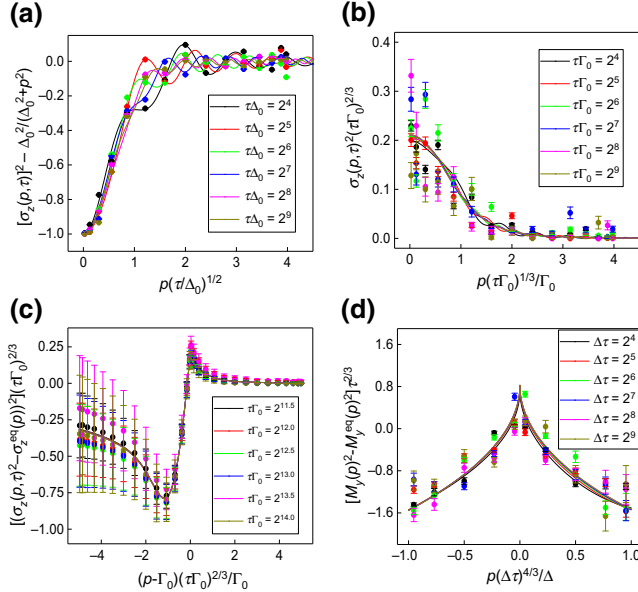 (a)
[σz(p,τ)]² − Δ0²/(Δ0²+p²)
0.0
-0.2
-0.4
-0.6
-0.8
-1.0
τΔ0 = 2⁴
τΔ0 = 2⁵
τΔ0 = 2⁶
τΔ0 = 2⁷
τΔ0 = 2⁸
τΔ0 = 2⁹
0 1 2 3 4
p(τ/Δ0)^1/2
(b)
σz(p,τ)²(τΓ0)^2/3
0.4
0.3
0.2
0.1
0.0
τΓ0 = 2⁴
τΓ0 = 2⁵
τΓ0 = 2⁶
τΓ0 = 2⁷
τΓ0 = 2⁸
τΓ0 = 2⁹
0 1 2 3 4
p(τΓ0)^1/3/Γ0
(c)
[(σz(p,τ)²-σz^eq(p))²](τΓ0)^2/3
0.25
0.00
-0.25
-0.50
-0.75
-1.00
τΓ0 = 2^11.5
τΓ0 = 2^12.0
τΓ0 = 2^12.5
τΓ0 = 2^13.0
τΓ0 = 2^13.5
τΓ0 = 2^14.0
-4 -2 0 2 4
(p-Γ0)(τΓ0)^2/3/Γ0
(d)
[My(p)²-My^eq(p)²]τ^2/3
1.6
0.8
0.0
-0.8
-1.6
Δτ = 2⁴
Δτ = 2⁵
Δτ = 2⁶
Δτ = 2⁷
Δτ = 2⁸
Δτ = 2⁹
-1.0 -0.5 0.0 0.5 1.0
p(Δτ)^4/3/Δ